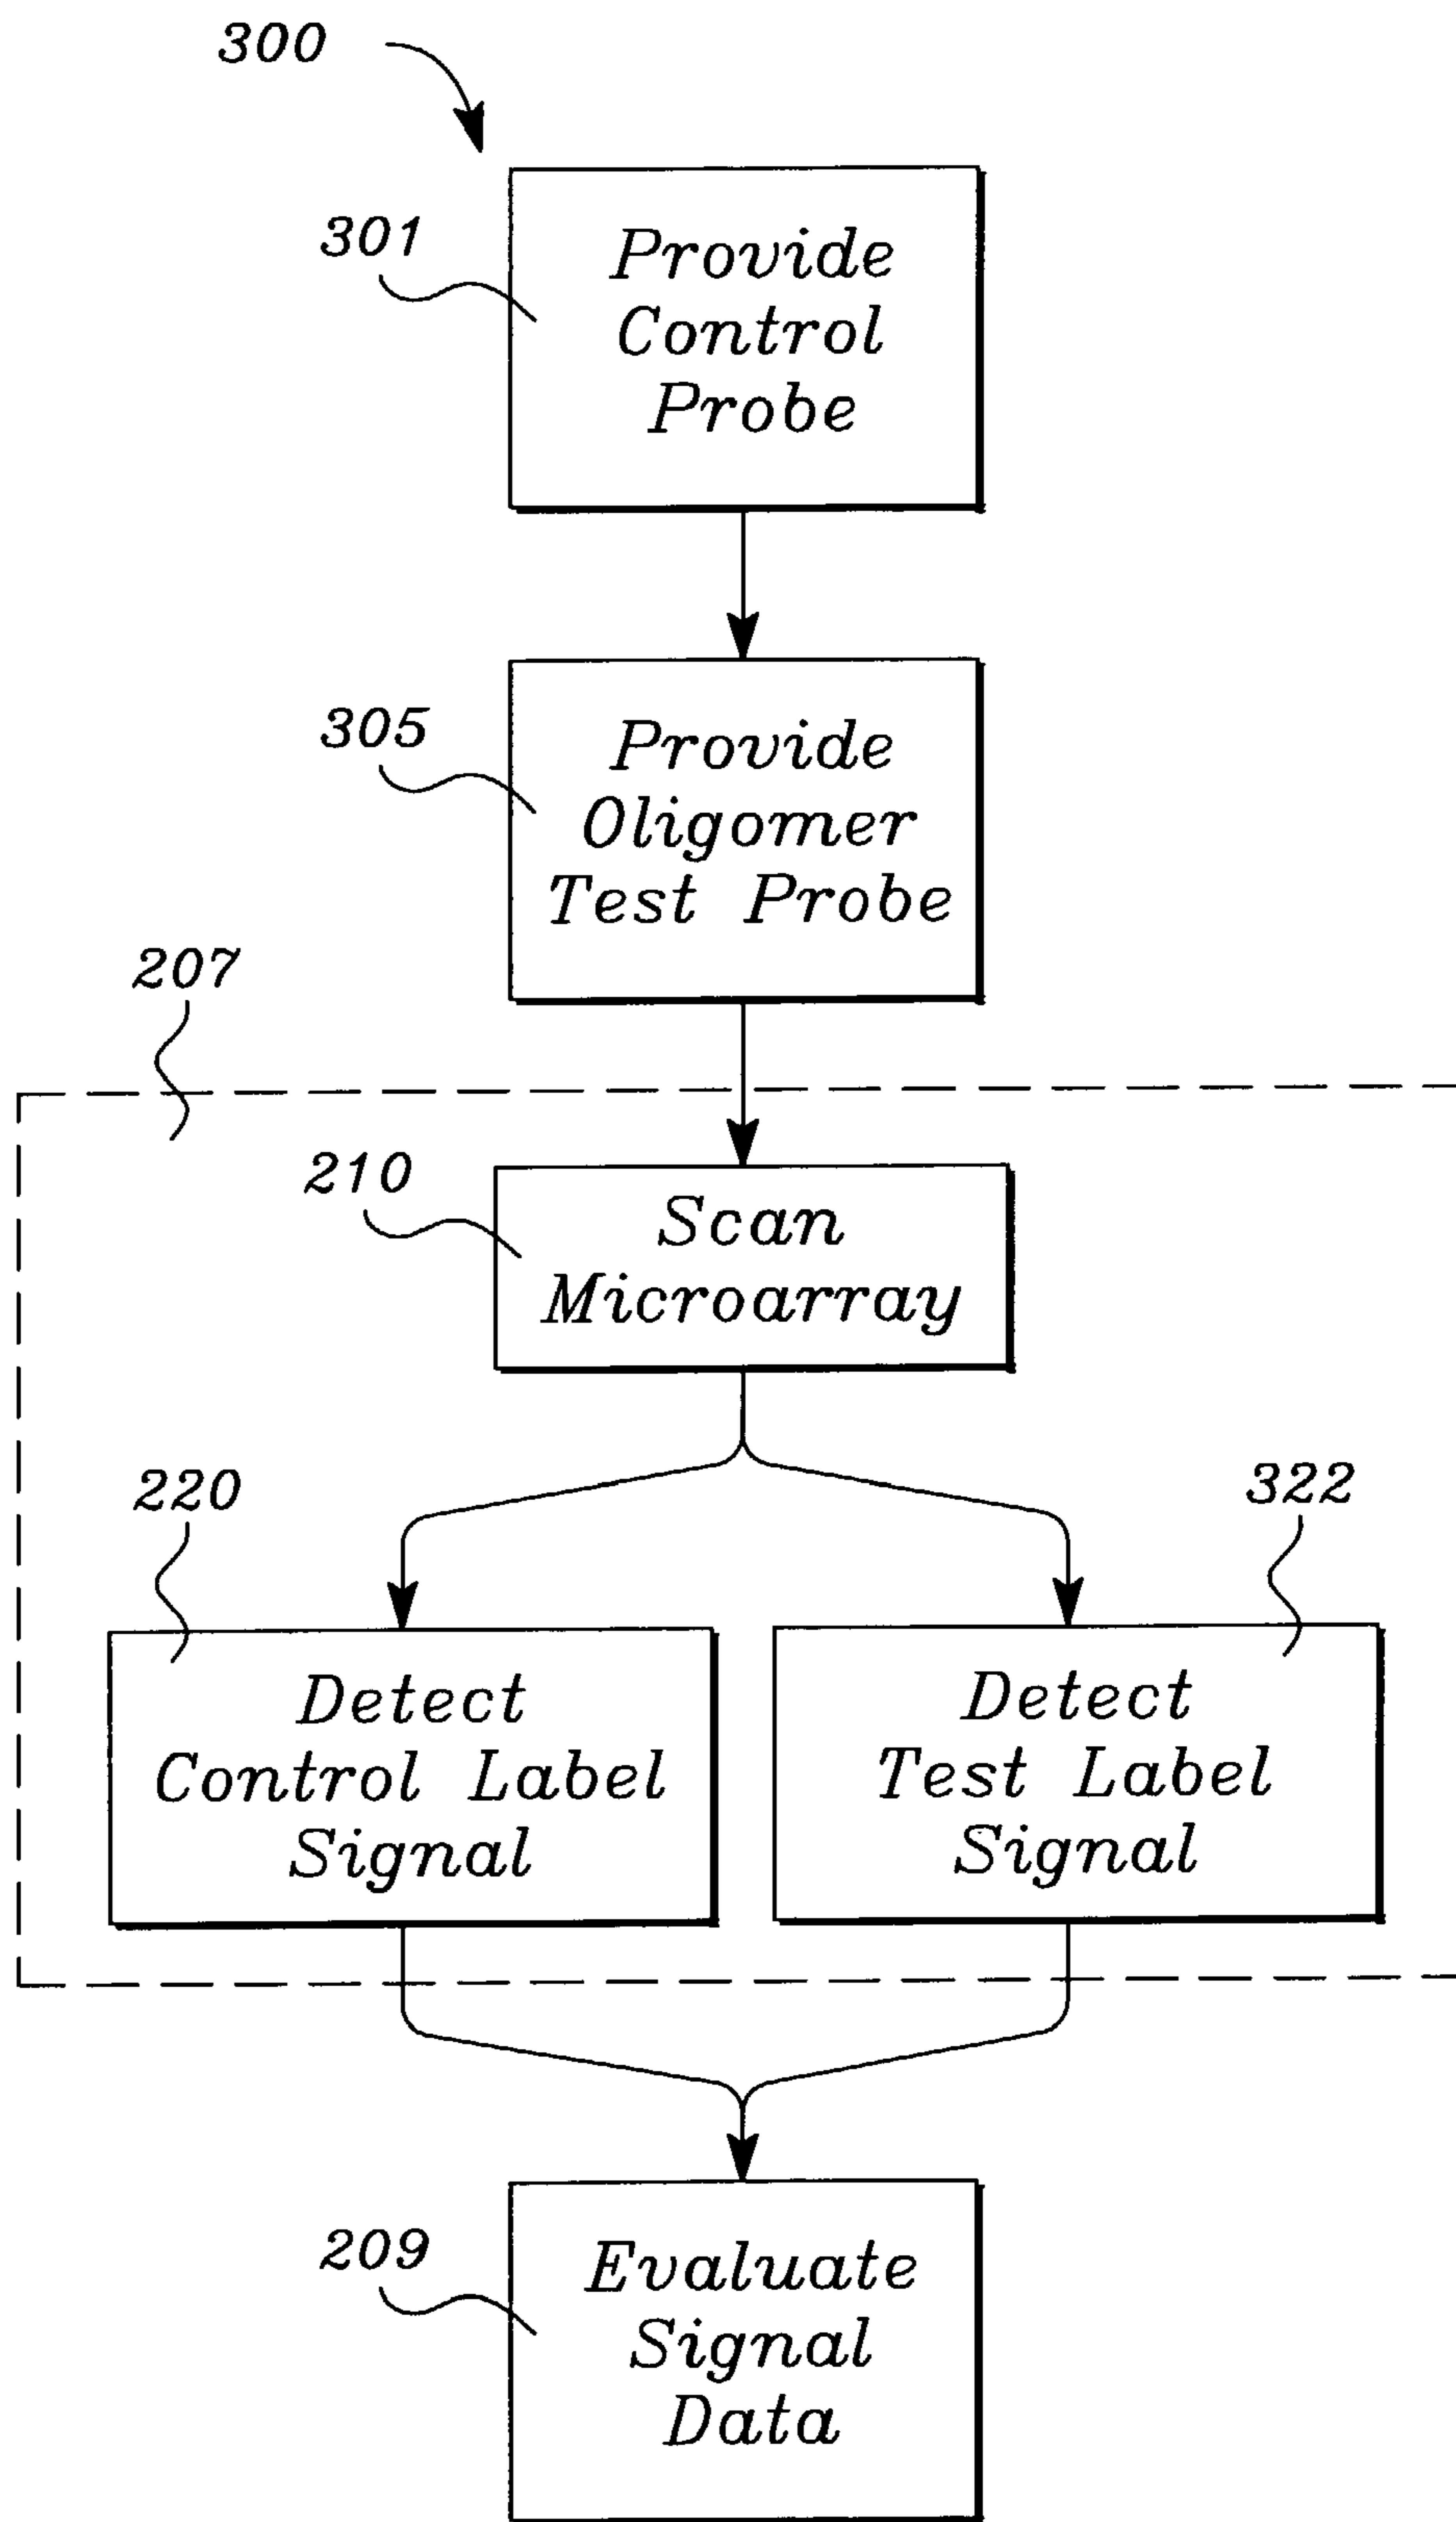 300
301
Provide
Control
Probe
305
Provide
Oligomer
Test Probe
207
210
Scan
Microarray
220
Detect
Control Label
Signal
322
Detect
Test Label
Signal
209
Evaluate
Signal
Data